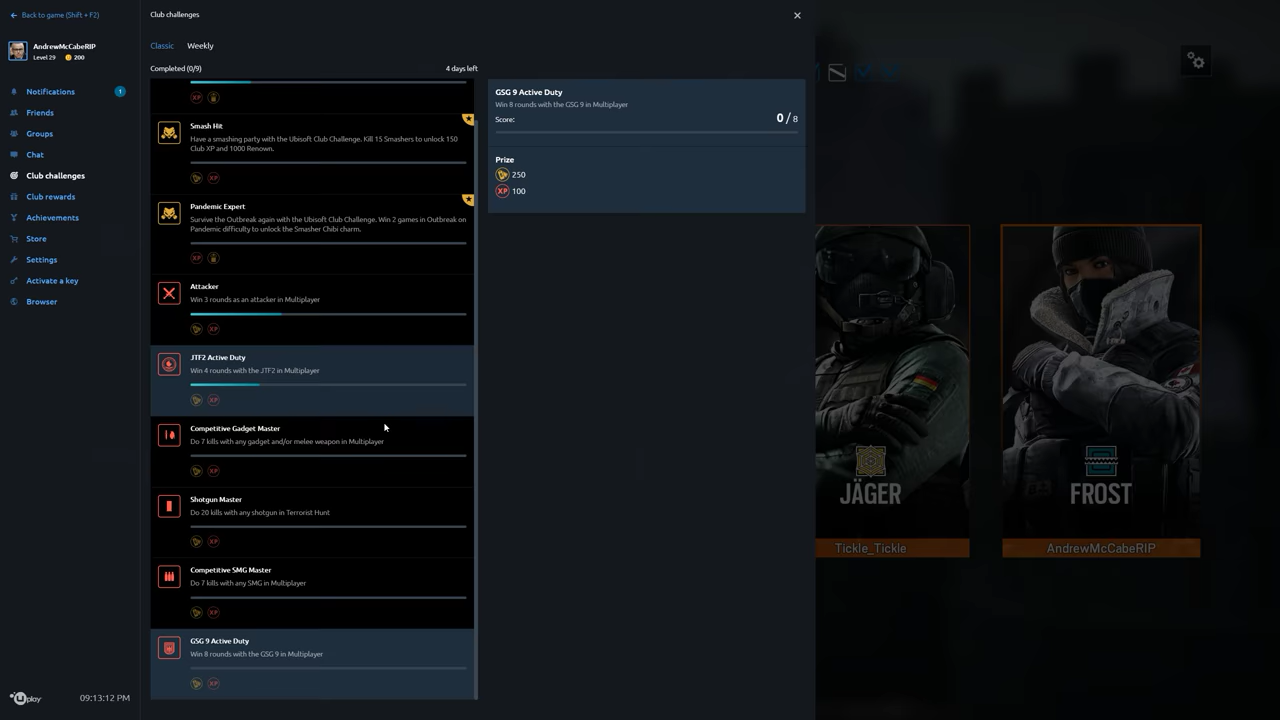 Back to game (Shift + F2)
AndrewMcCabeRIP
Level 29
200
Notifications
1
Friends
Groups
Chat
Club challenges
Club rewards
Achievements
Store
Settings
Activate a key
Browser
Uplay
09:13:12 PM
Club challenges
Classic
Weekly
Completed (0/9)
4 days left
XP
Smash Hit
Have a smashing party with the Ubisoft Club Challenge. Kill 15 Smashers to unlock 150
Club XP and 1000 Renown.
XP
Pandemic Expert
Survive the Outbreak again with the Ubisoft Club Challenge. Win 2 games in Outbreak on
Pandemic difficulty to unlock the Smasher Chibi charm.
XP
Attacker
Win 3 rounds as an attacker in Multiplayer
XP
JTF2 Active Duty
Win 4 rounds with the JTF2 in Multiplayer
XP
Competitive Gadget Master
Do 7 kills with any gadget and/or melee weapon in Multiplayer
XP
Shotgun Master
Do 20 kills with any shotgun in Terrorist Hunt
XP
Competitive SMG Master
Do 7 kills with any SMG in Multiplayer
XP
GSG 9 Active Duty
Win 8 rounds with the GSG 9 in Multiplayer
XP
GSG 9 Active Duty
Win 8 rounds with the GSG 9 in Multiplayer
Score:
0 / 8
Prize
250
XP 100
JÄGER
Tickle_Tickle
FROST
AndrewMcCabeRIP